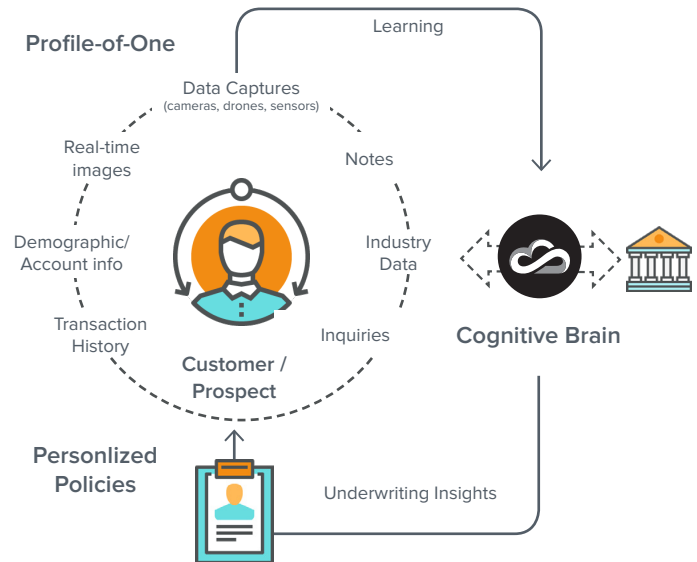 Learning
Profile-of-One
Data Captures
(cameras, drones, sensors)
Real-time
images
Notes
Demographic/
Account info
Industry
Data
Transaction
History
Inquiries
Cognitive Brain
Customer /
Prospect
Personlized
Policies
Underwriting Insights